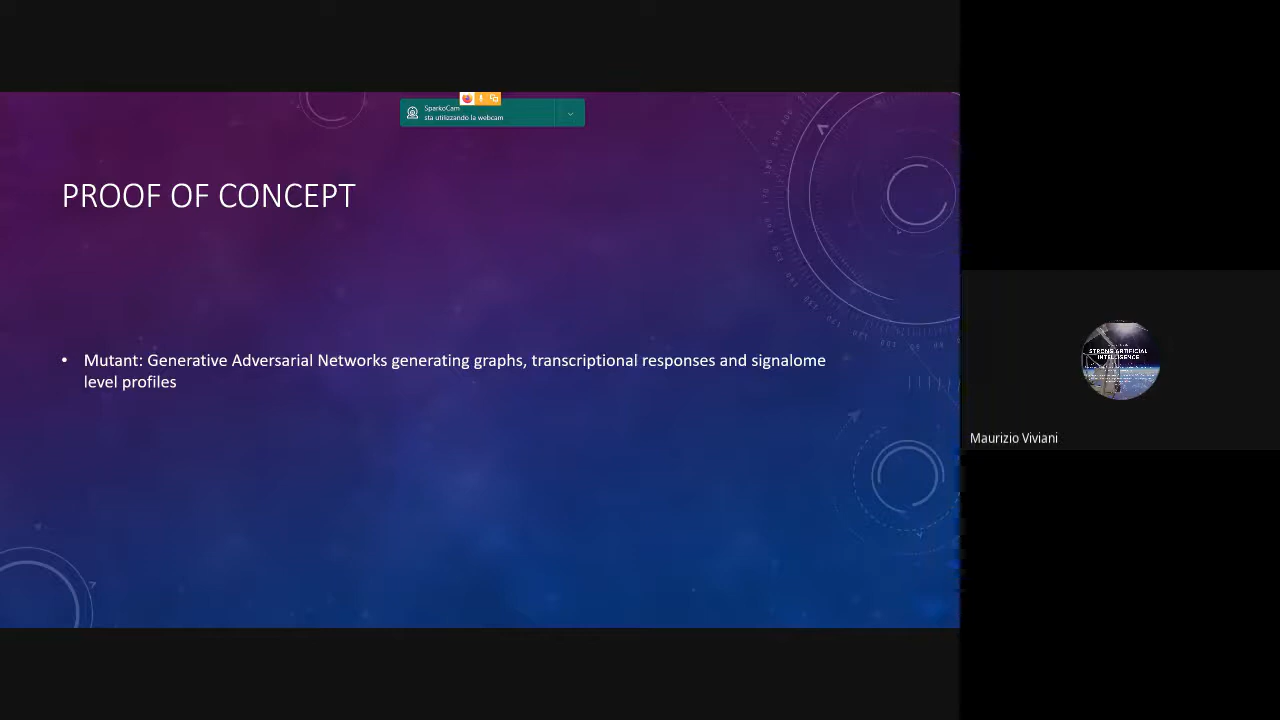 SparkoCam
sta utilizzando la webcam
PROOF OF CONCEPT
• Mutant: Generative Adversarial Networks generating graphs, transcriptional responses and signalome
level profiles
STRONG ARTIFICIAL
INTELLIGENCE
Maurizio Viviani